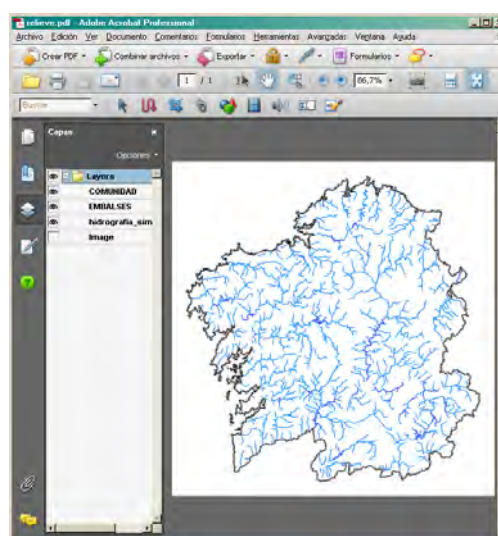 relieve.pdf - Adobe Acrobat Professional
Archivo Edición Ver Documento Comentarios Formularios Herramientas Avanzadas Ventana Ayuda
Crear PDF Combinar archivos Exportar Formularios
1 / 1 86,7%
Buscar
Capas
Opciones
Layers
COMUNIDAD
EMBALSES
hidrografia_sim
Image